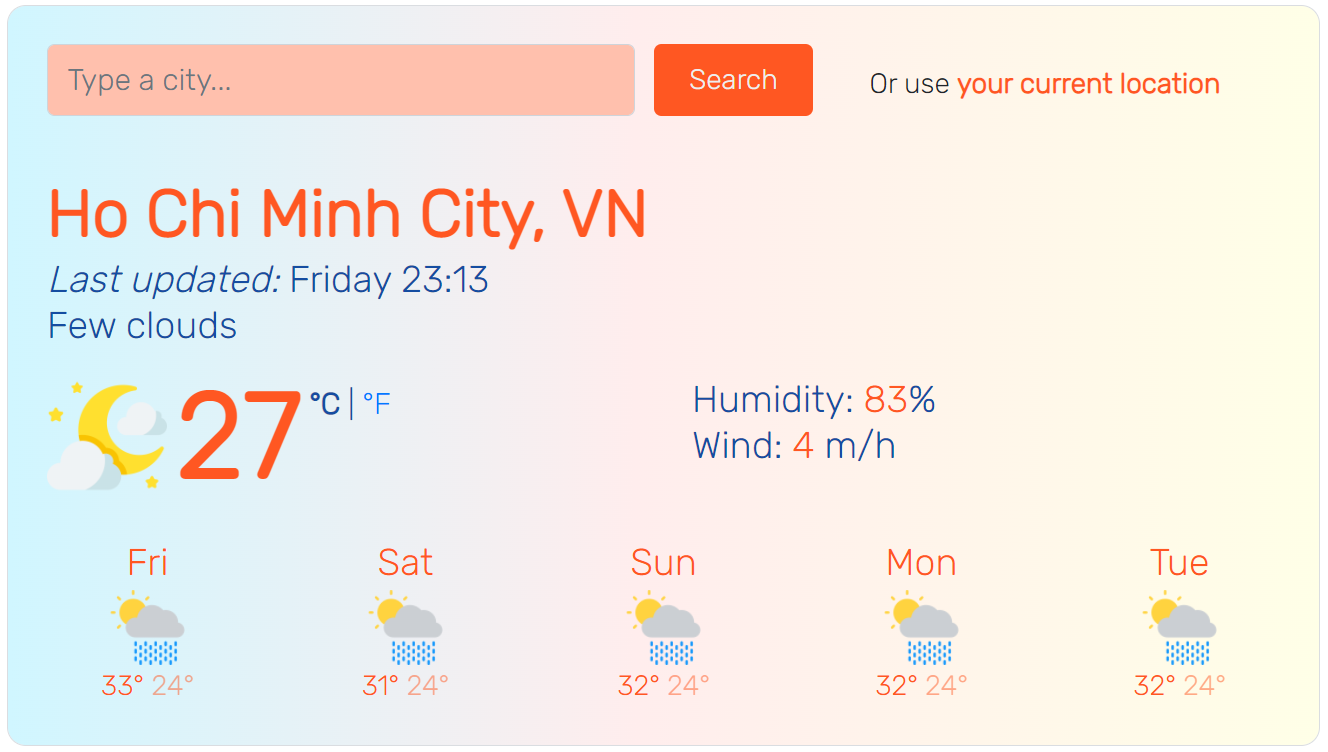 Type a city...
Search
Or use your current location
Ho Chi Minh City, VN
Last updated: Friday 23:13
Few clouds
27 °C | °F
Humidity: 83%
Wind: 4 m/h
Fri Sat Sun Mon Tue
33° 24° 31° 24° 32° 24° 32° 24° 32° 24°